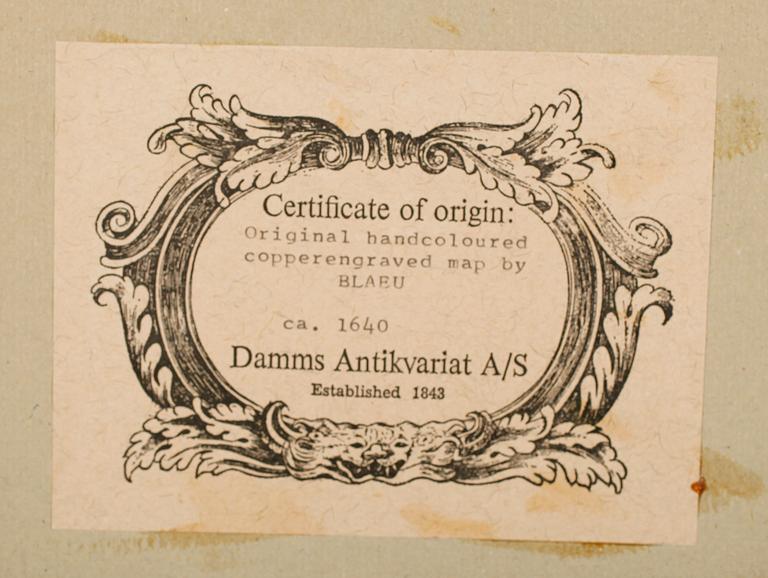 Certificate of origin:
Original handcoloured
copperengraved map by
BLAEU
ca. 1640
Damms Antikvariat A/S
Established 1843